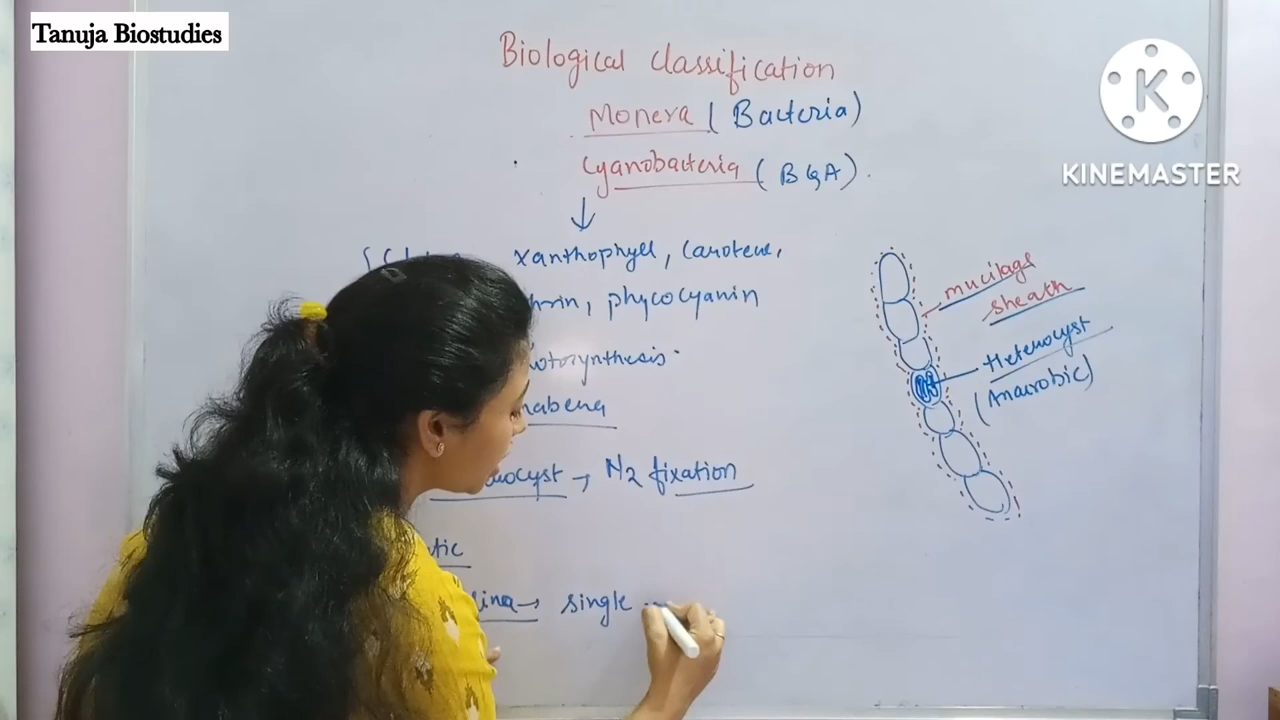 Tanuja Biostudies
Biological classification
Monera (Bacteria)
Cyanobacteria (BGA).
xanthophyll, carotene,
phycocyanin
mucilage
sheath
Heterocyst
(Anaerobic)
→ N2 fixation
→ single
K
KINEMASTER